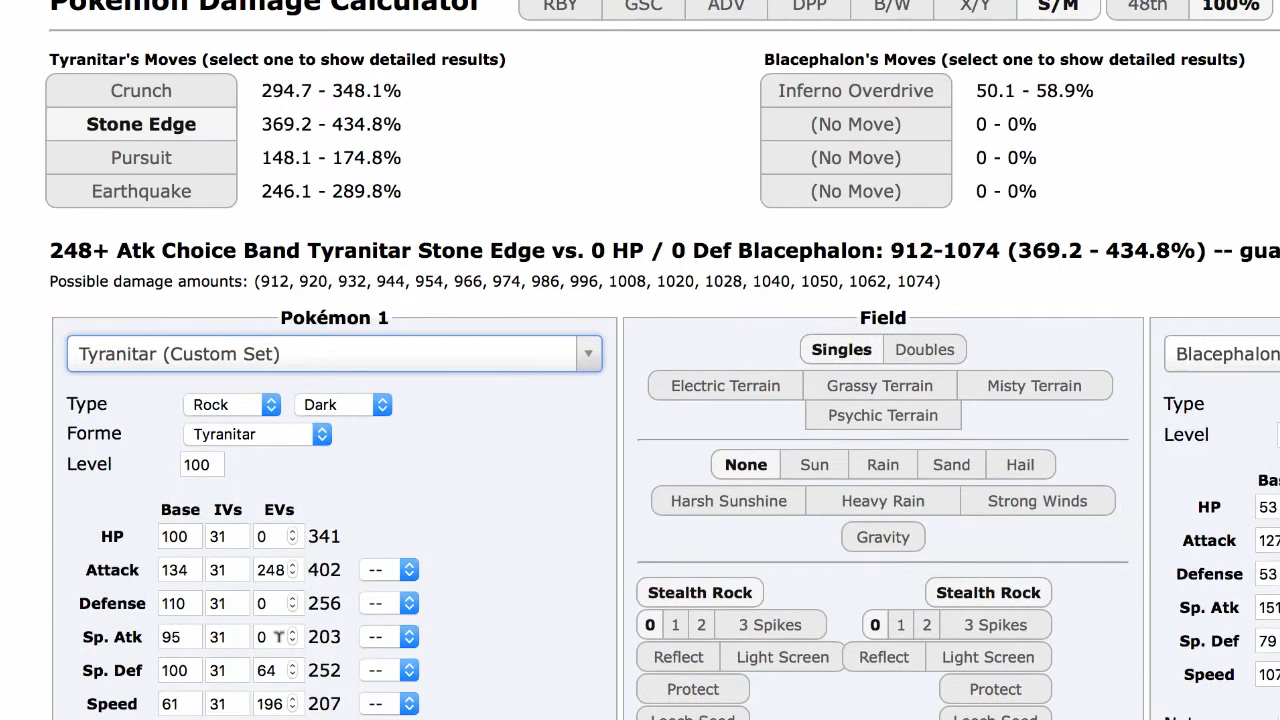 Pokémon Damage Calculator
RBY GSC ADV DPP B/W X/Y S/M 48th 100%
Tyranitar's Moves (select one to show detailed results)
Crunch 294.7 - 348.1%
Stone Edge 369.2 - 434.8%
Pursuit 148.1 - 174.8%
Earthquake 246.1 - 289.8%
Blacephalon's Moves (select one to show detailed results)
Inferno Overdrive 50.1 - 58.9%
(No Move) 0 - 0%
(No Move) 0 - 0%
(No Move) 0 - 0%
248+ Atk Choice Band Tyranitar Stone Edge vs. 0 HP / 0 Def Blacephalon: 912-1074 (369.2 - 434.8%) -- gua
Possible damage amounts: (912, 920, 932, 944, 954, 966, 974, 986, 996, 1008, 1020, 1028, 1040, 1050, 1062, 1074)
Pokémon 1
Tyranitar (Custom Set)
Type Rock Dark
Forme Tyranitar
Level 100
Base IVs EVs
HP 100 31 0 341
Attack 134 31 248 402 --
Defense 110 31 0 256 --
Sp. Atk 95 31 0 203 --
Sp. Def 100 31 64 252 --
Speed 61 31 196 207 --
Field
Singles Doubles
Electric Terrain Grassy Terrain Misty Terrain
Psychic Terrain
None Sun Rain Sand Hail
Harsh Sunshine Heavy Rain Strong Winds
Gravity
Stealth Rock Stealth Rock
0 1 2 3 Spikes 0 1 2 3 Spikes
Reflect Light Screen Reflect Light Screen
Protect Protect
Leech Seed Leech Seed
Blacephalon
Type
Level
Ba
HP 53
Attack 127
Defense 53
Sp. Atk 151
Sp. Def 79
Speed 107